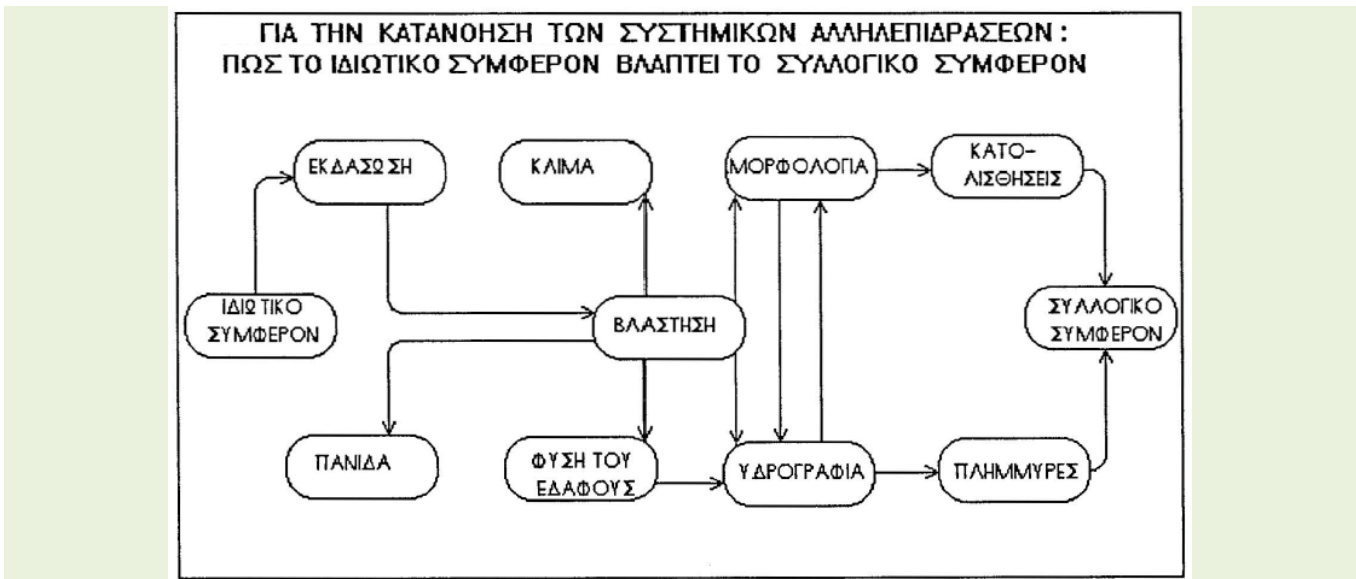 ΓΙΑ ΤΗΝ ΚΑΤΑΝΟΗΣΗ ΤΩΝ ΣΥΣΤΗΜΙΚΩΝ ΑΛΛΗΛΕΠΙΔΡΑΣΕΩΝ :
ΠΩΣ ΤΟ ΙΔΙΩΤΙΚΟ ΣΥΜΦΕΡΟΝ ΒΛΑΠΤΕΙ ΤΟ ΣΥΛΛΟΓΙΚΟ ΣΥΜΦΕΡΟΝ
ΕΚΔΑΣΩΣΗ
ΚΛΙΜΑ
ΜΟΡΦΟΛΟΓΙΑ
ΚΑΤΟ-
ΛΙΣΘΗΣΕΙΣ
ΙΔΙΩΤΙΚΟ
ΣΥΜΦΕΡΟΝ
ΒΛΑΣΤΗΣΗ
ΣΥΛΛΟΓΙΚΟ
ΣΥΜΦΕΡΟΝ
ΠΑΝΙΔΑ
ΦΥΣΗ ΤΟΥ
ΕΔΑΦΟΥΣ
ΥΔΡΟΓΡΑΦΙΑ
ΠΛΗΜΜΥΡΕΣ